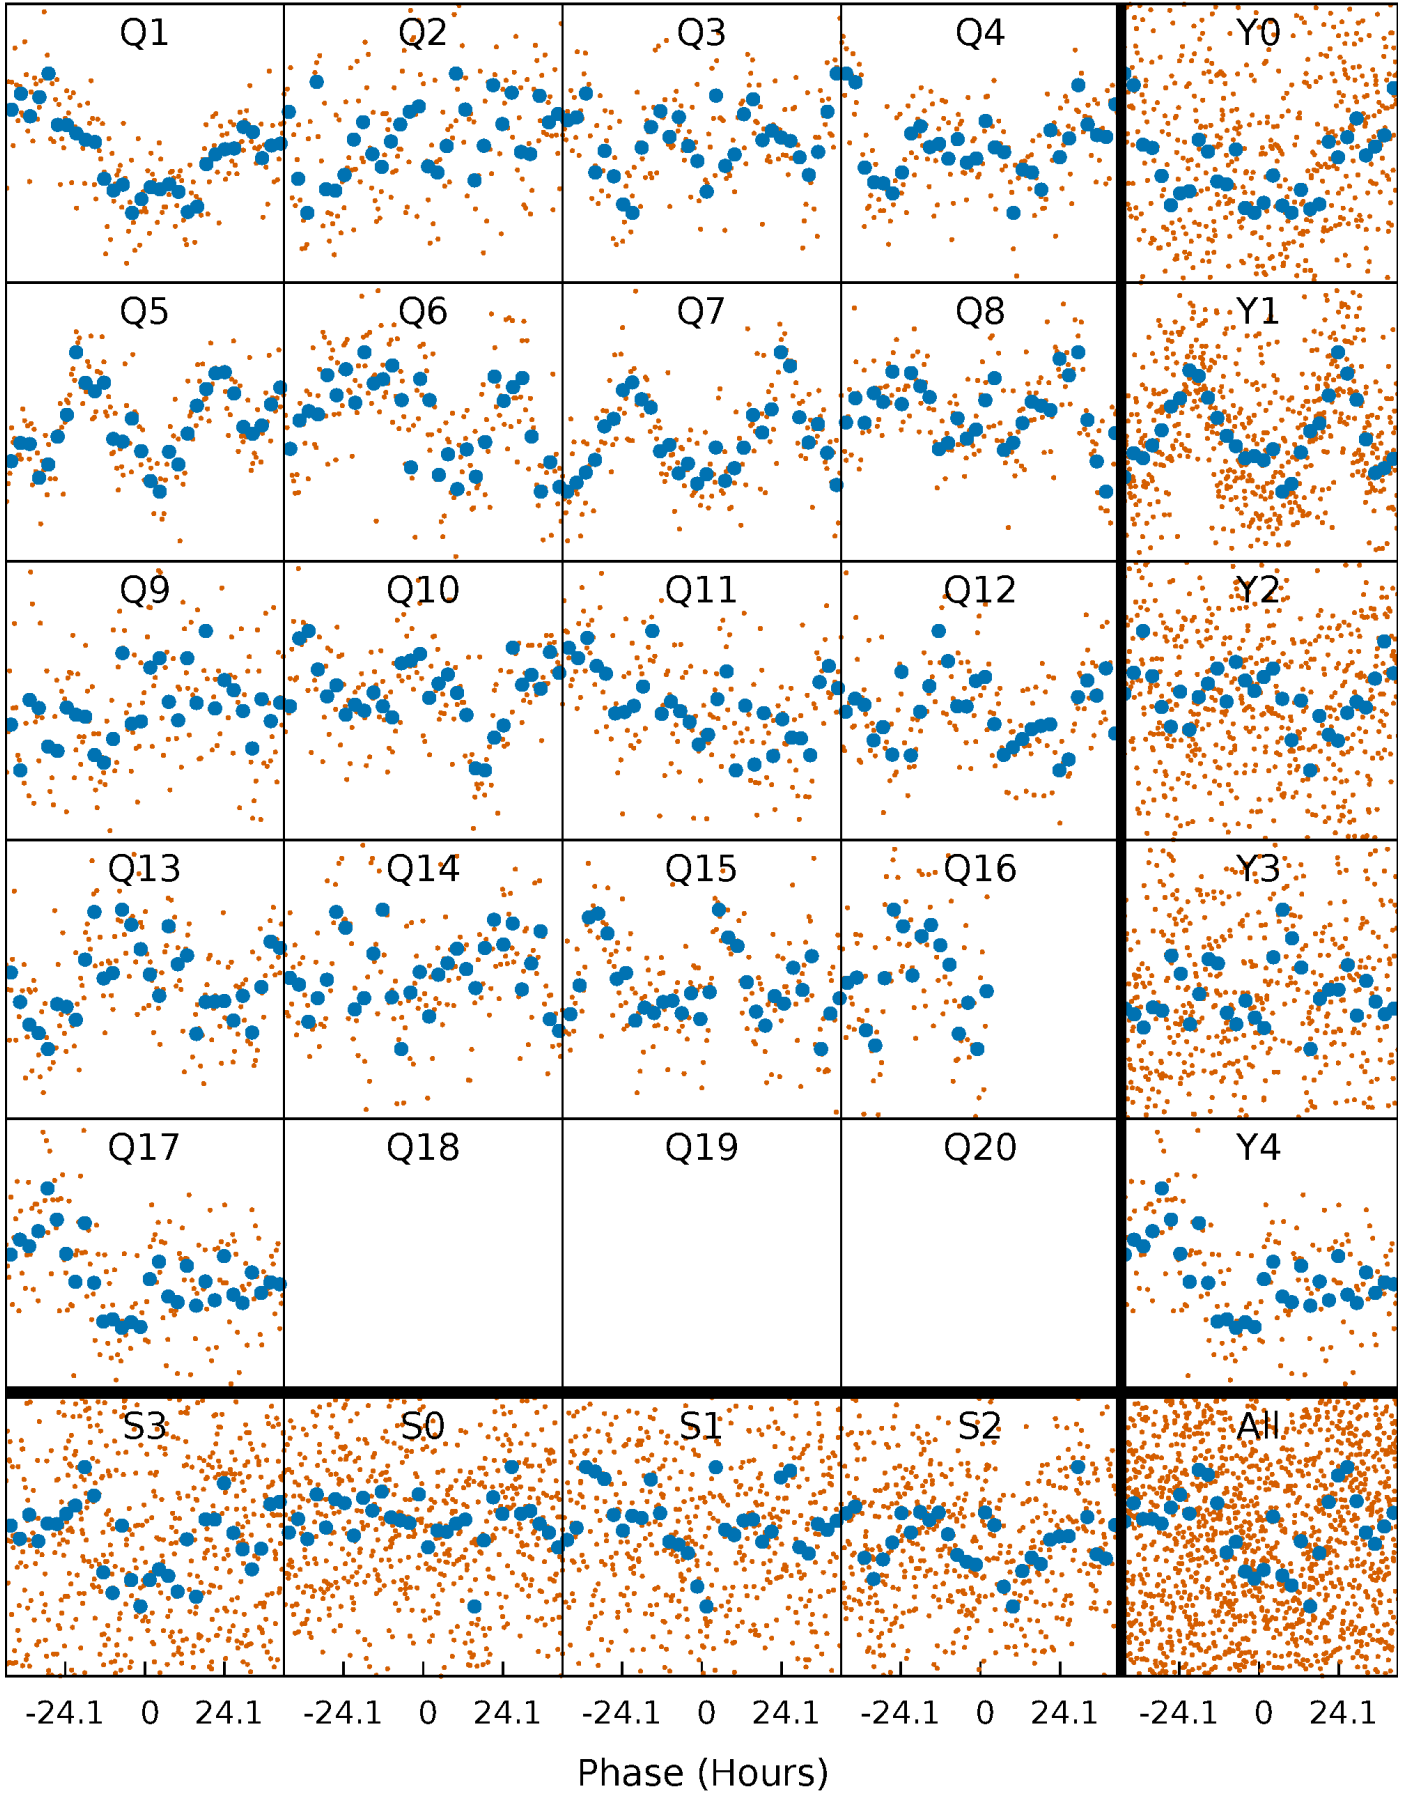 Q1 Q2 Q3 Q4 Y0
Q5 Q6 Q7 Q8 Y1
Q9 Q10 Q11 Q12 Y2
Q13 Q14 Q15 Q16 Y3
Q17 Q18 Q19 Q20 Y4
S3 S0 S1 S2 All
-24.1 0 24.1 -24.1 0 24.1 -24.1 0 24.1 -24.1 0 24.1 -24.1 0 24.1
Phase (Hours)